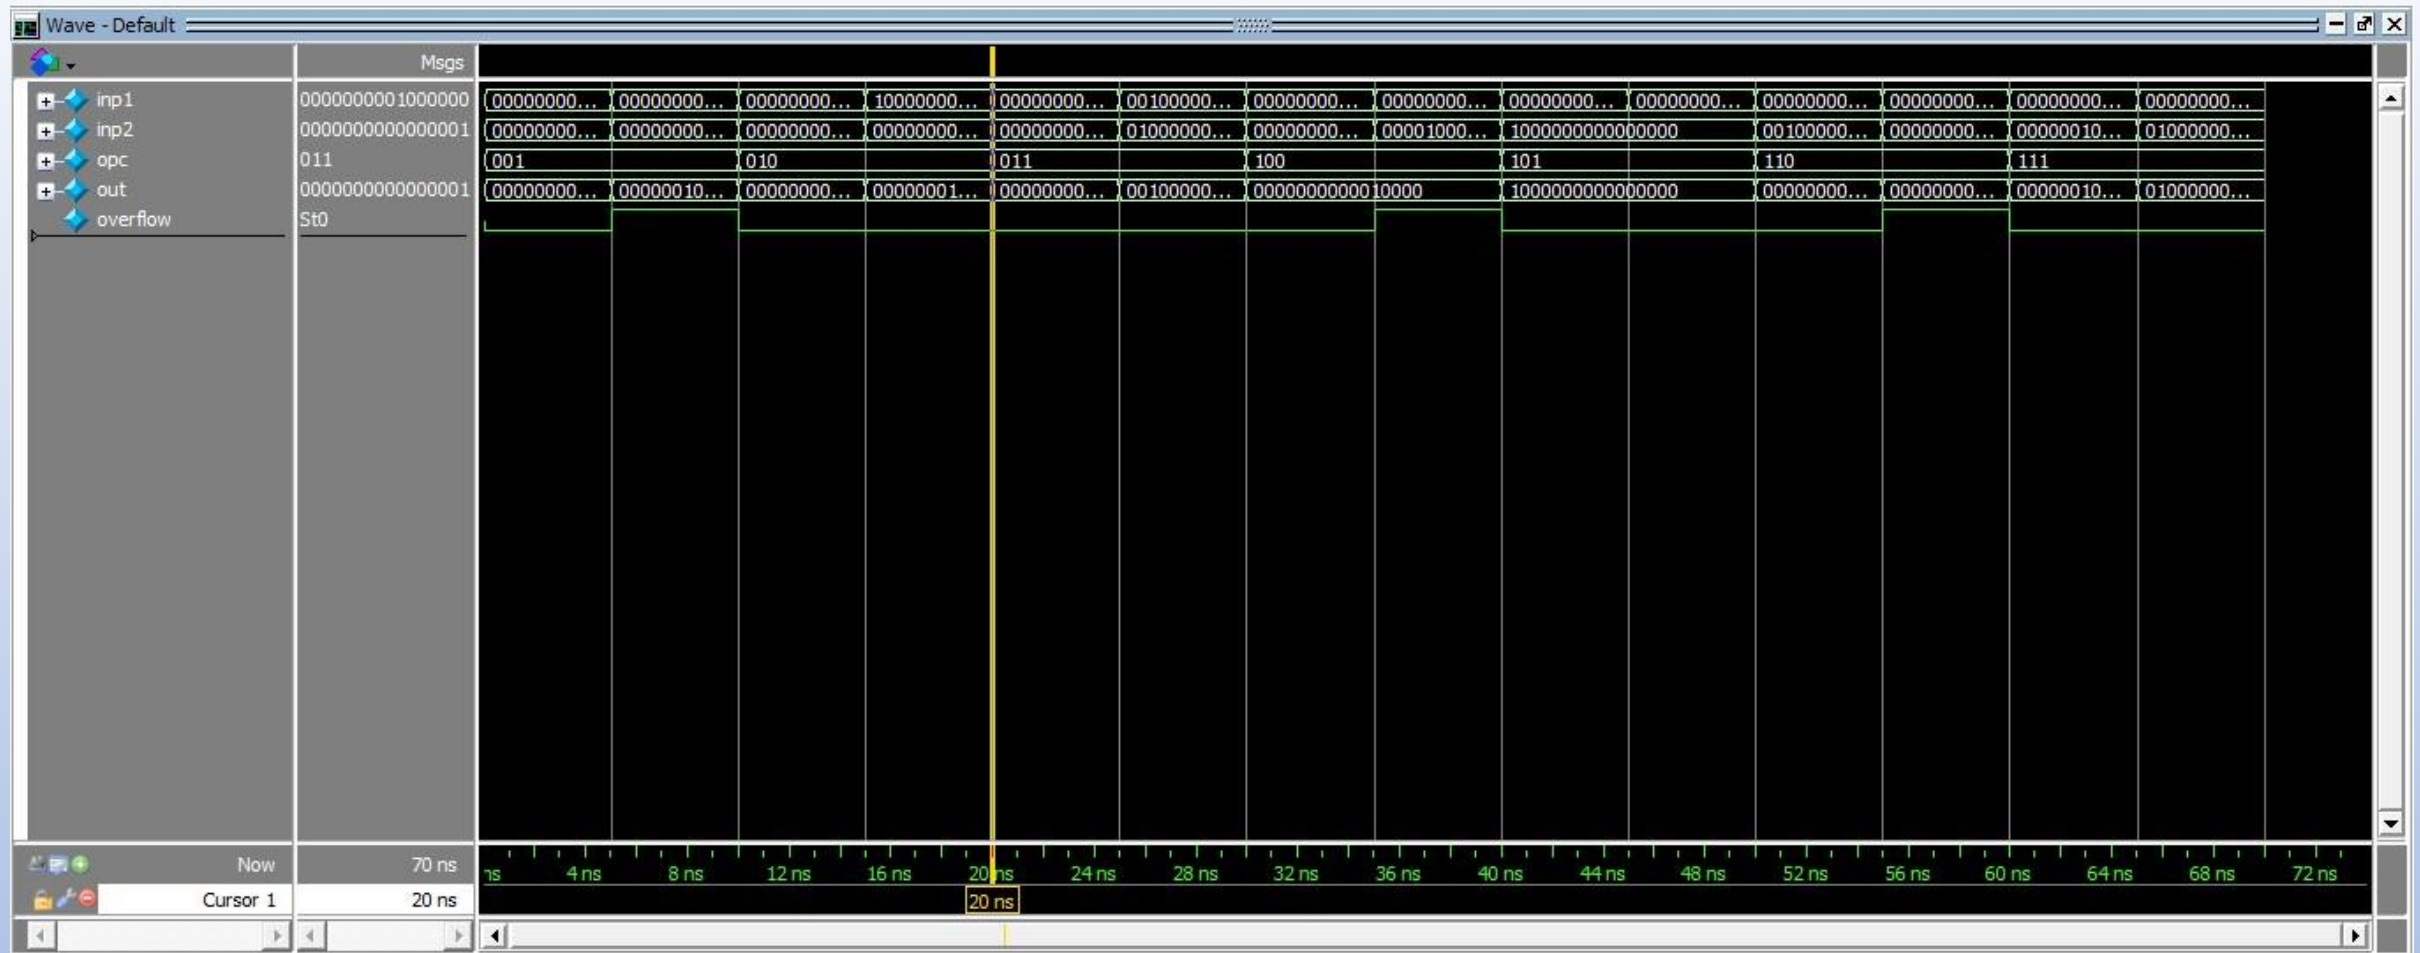 Wave - Default
Msgs
inp1 0000000001000000 00000000... 00000000... 00000000... 10000000... 00000000... 00100000... 00000000... 00000000... 00000000... 00000000... 00000000... 00000000... 00000000... 00000000...
inp2 0000000000000001 00000000... 00000000... 00000000... 00000000... 00000000... 01000000... 00000000... 00001000... 1000000000000000 00100000... 00000000... 00000010... 01000000...
opc 011 001 010 011 100 101 110 111
out 0000000000000001 00000000... 00000010... 00000000... 00000001... 00000000... 00100000... 0000000000010000 1000000000000000 00000000... 00000000... 00000010... 01000000...
overflow St0
Now 70 ns ns 4 ns 8 ns 12 ns 16 ns 20 ns 24 ns 28 ns 32 ns 36 ns 40 ns 44 ns 48 ns 52 ns 56 ns 60 ns 64 ns 68 ns 72 ns
Cursor 1 20 ns 20 ns